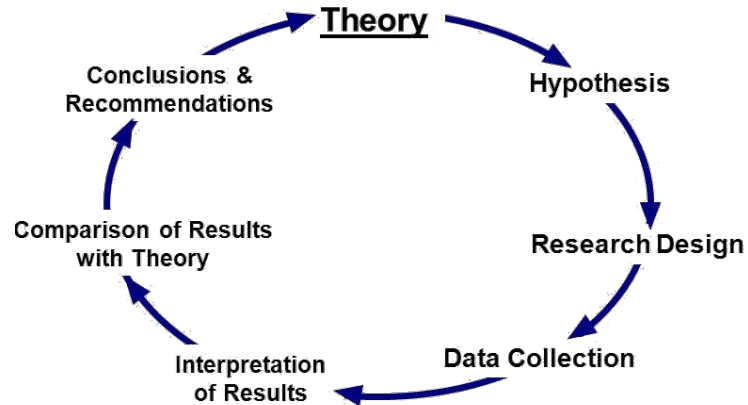 Theory
Hypothesis
Research Design
Data Collection
Interpretation
of Results
Comparison of Results
with Theory
Conclusions &
Recommendations